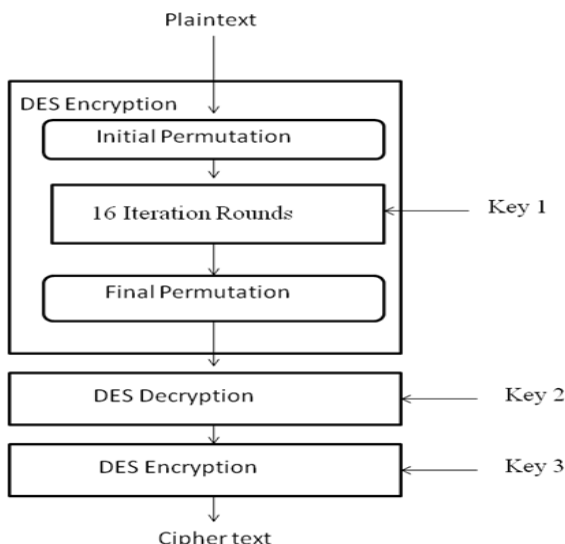 Plaintext
DES Encryption
Initial Permutation
16 Iteration Rounds
Key 1
Final Permutation
DES Decryption
Key 2
DES Encryption
Key 3
Cipher text